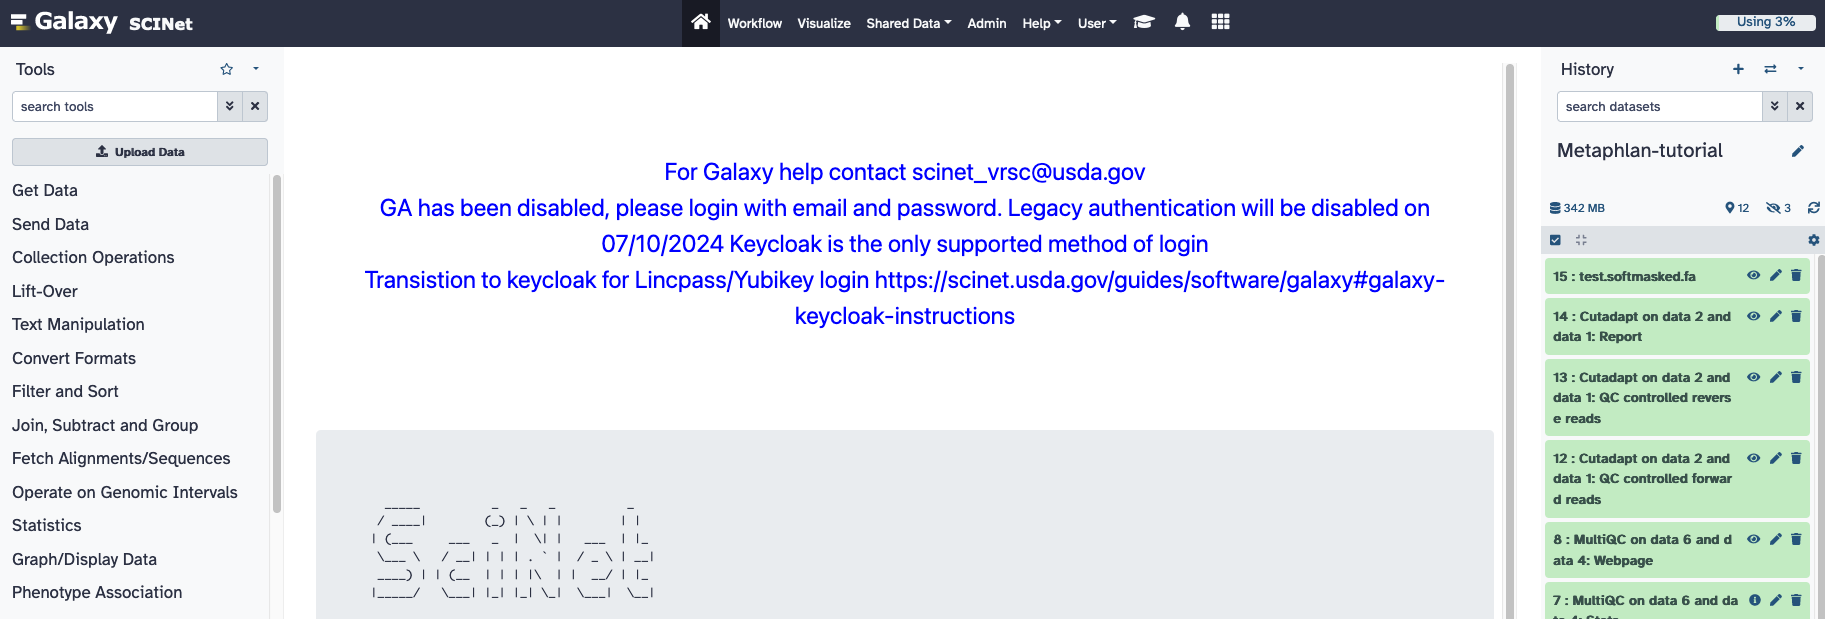 Galaxy SCINet
Workflow Visualize Shared Data Admin Help User
Using 3%
Tools
search tools
Upload Data
Get Data
Send Data
Collection Operations
Lift-Over
Text Manipulation
Convert Formats
Filter and Sort
Join, Subtract and Group
Fetch Alignments/Sequences
Operate on Genomic Intervals
Statistics
Graph/Display Data
Phenotype Association
For Galaxy help contact scinet_vrsc@usda.gov
GA has been disabled, please login with email and password. Legacy authentication will be disabled on
07/10/2024 Keycloak is the only supported method of login
Transistion to keycloak for Lincpass/Yubikey login https://scinet.usda.gov/guides/software/galaxy#galaxy-
keycloak-instructions
SCiNet
History
search datasets
Metaphlan-tutorial
342 MB 12 3
15 : test.softmasked.fa
14 : Cutadapt on data 2 and
data 1: Report
13 : Cutadapt on data 2 and
data 1: QC controlled revers
e reads
12 : Cutadapt on data 2 and
data 1: QC controlled forwar
d reads
8 : MultiQC on data 6 and d
ata 4: Webpage
7 : MultiQC on data 6 and da